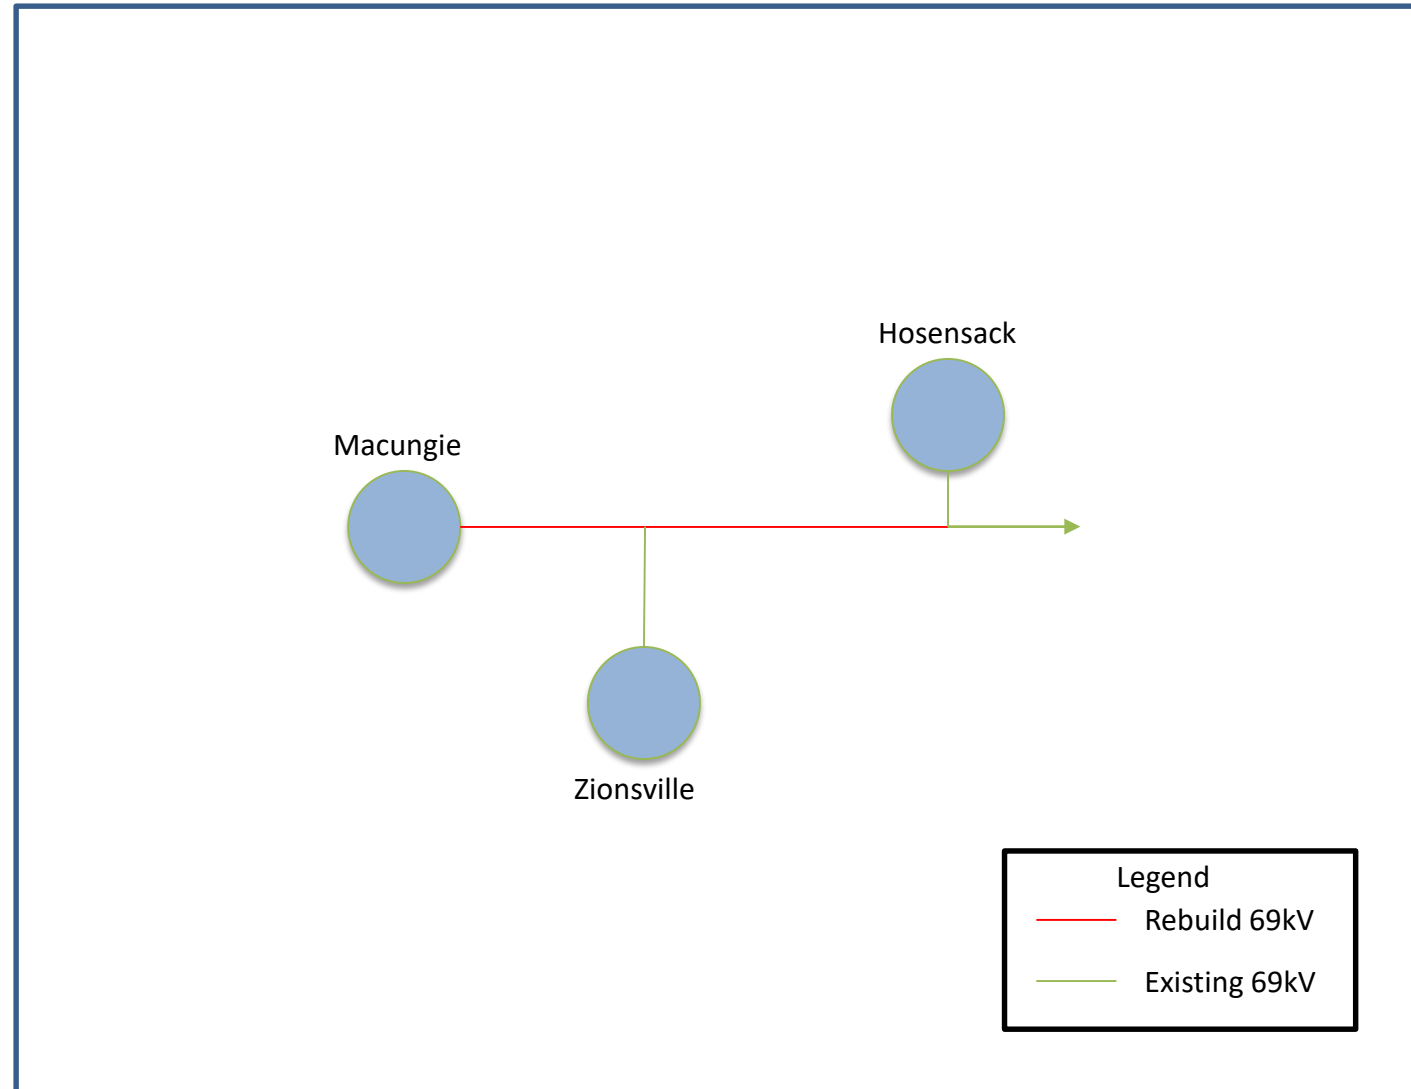 Hosensack
Macungie
Zionsville
Legend
Rebuild 69kV
Existing 69kV